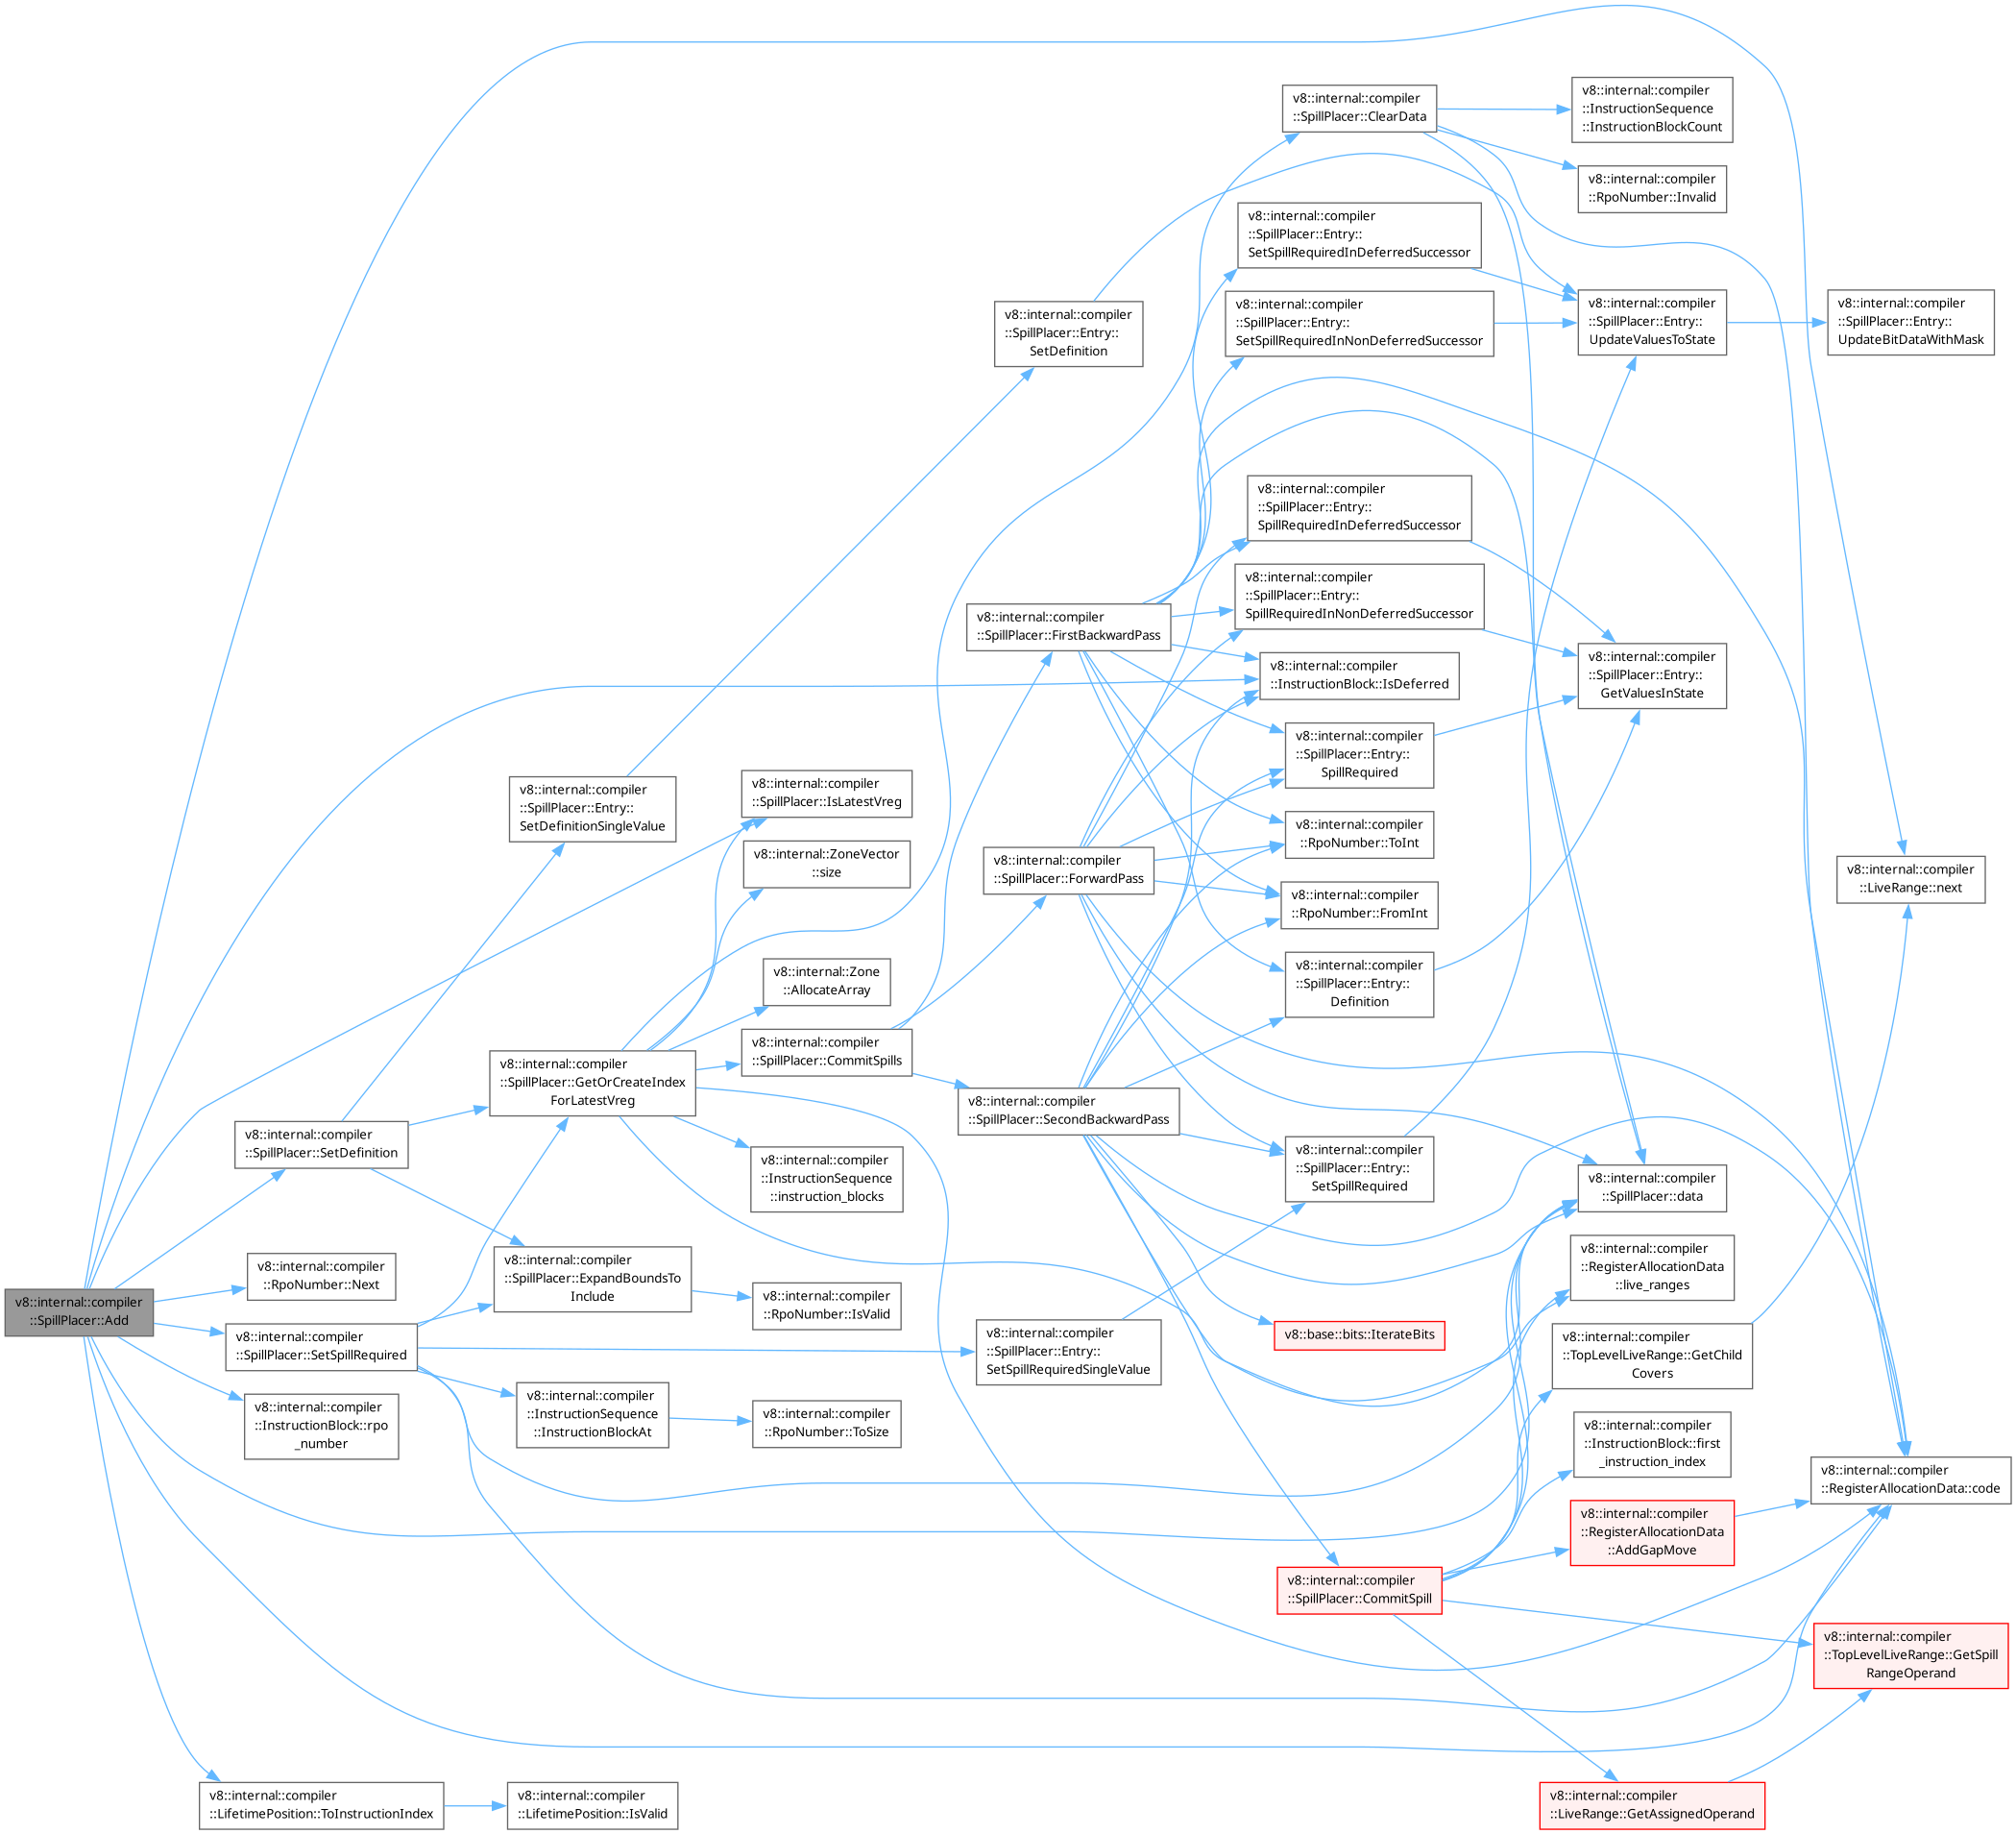 v8::internal::compiler
::SpillPlacer::ClearData
v8::internal::compiler
::InstructionSequence
::InstructionBlockCount
v8::internal::compiler
::RpoNumber::Invalid
v8::internal::compiler
::SpillPlacer::Entry::
SetSpillRequiredInDeferredSuccessor
v8::internal::compiler
::SpillPlacer::Entry::
SetSpillRequiredInNonDeferredSuccessor
v8::internal::compiler
::SpillPlacer::Entry::
UpdateValuesToState
v8::internal::compiler
::SpillPlacer::Entry::
UpdateBitDataWithMask
v8::internal::compiler
::SpillPlacer::Entry::
SetDefinition
v8::internal::compiler
::SpillPlacer::Entry::
SpillRequiredInDeferredSuccessor
v8::internal::compiler
::SpillPlacer::Entry::
SpillRequiredInNonDeferredSuccessor
v8::internal::compiler
::SpillPlacer::FirstBackwardPass
v8::internal::compiler
::InstructionBlock::IsDeferred
v8::internal::compiler
::SpillPlacer::Entry::
GetValuesInState
v8::internal::compiler
::SpillPlacer::Entry::
SpillRequired
v8::internal::compiler
::SpillPlacer::Entry::
SetDefinitionSingleValue
v8::internal::compiler
::SpillPlacer::IsLatestVreg
v8::internal::ZoneVector
::size
v8::internal::compiler
::SpillPlacer::ForwardPass
v8::internal::compiler
::RpoNumber::ToInt
v8::internal::compiler
::RpoNumber::FromInt
v8::internal::compiler
::LiveRange::next
v8::internal::Zone
::AllocateArray
v8::internal::compiler
::SpillPlacer::Entry::
Definition
v8::internal::compiler
::SpillPlacer::GetOrCreateIndex
ForLatestVreg
v8::internal::compiler
::SpillPlacer::CommitSpills
v8::internal::compiler
::SpillPlacer::SecondBackwardPass
v8::internal::compiler
::SpillPlacer::SetDefinition
v8::internal::compiler
::InstructionSequence
::instruction_blocks
v8::internal::compiler
::SpillPlacer::Entry::
SetSpillRequired
v8::internal::compiler
::SpillPlacer::data
v8::internal::compiler
::RpoNumber::Next
v8::internal::compiler
::SpillPlacer::ExpandBoundsTo
Include
v8::internal::compiler
::RpoNumber::IsValid
v8::internal::compiler
::RegisterAllocationData
::live_ranges
v8::internal::compiler
::SpillPlacer::Add
v8::internal::compiler
::SpillPlacer::SetSpillRequired
v8::internal::compiler
::SpillPlacer::Entry::
SetSpillRequiredSingleValue
v8::base::bits::IterateBits
v8::internal::compiler
::TopLevelLiveRange::GetChild
Covers
v8::internal::compiler
::InstructionBlock::rpo
_number
v8::internal::compiler
::InstructionSequence
::InstructionBlockAt
v8::internal::compiler
::RpoNumber::ToSize
v8::internal::compiler
::InstructionBlock::first
_instruction_index
v8::internal::compiler
::RegisterAllocationData::code
v8::internal::compiler
::RegisterAllocationData
::AddGapMove
v8::internal::compiler
::SpillPlacer::CommitSpill
v8::internal::compiler
::TopLevelLiveRange::GetSpill
RangeOperand
v8::internal::compiler
::LifetimePosition::ToInstructionIndex
v8::internal::compiler
::LifetimePosition::IsValid
v8::internal::compiler
::LiveRange::GetAssignedOperand